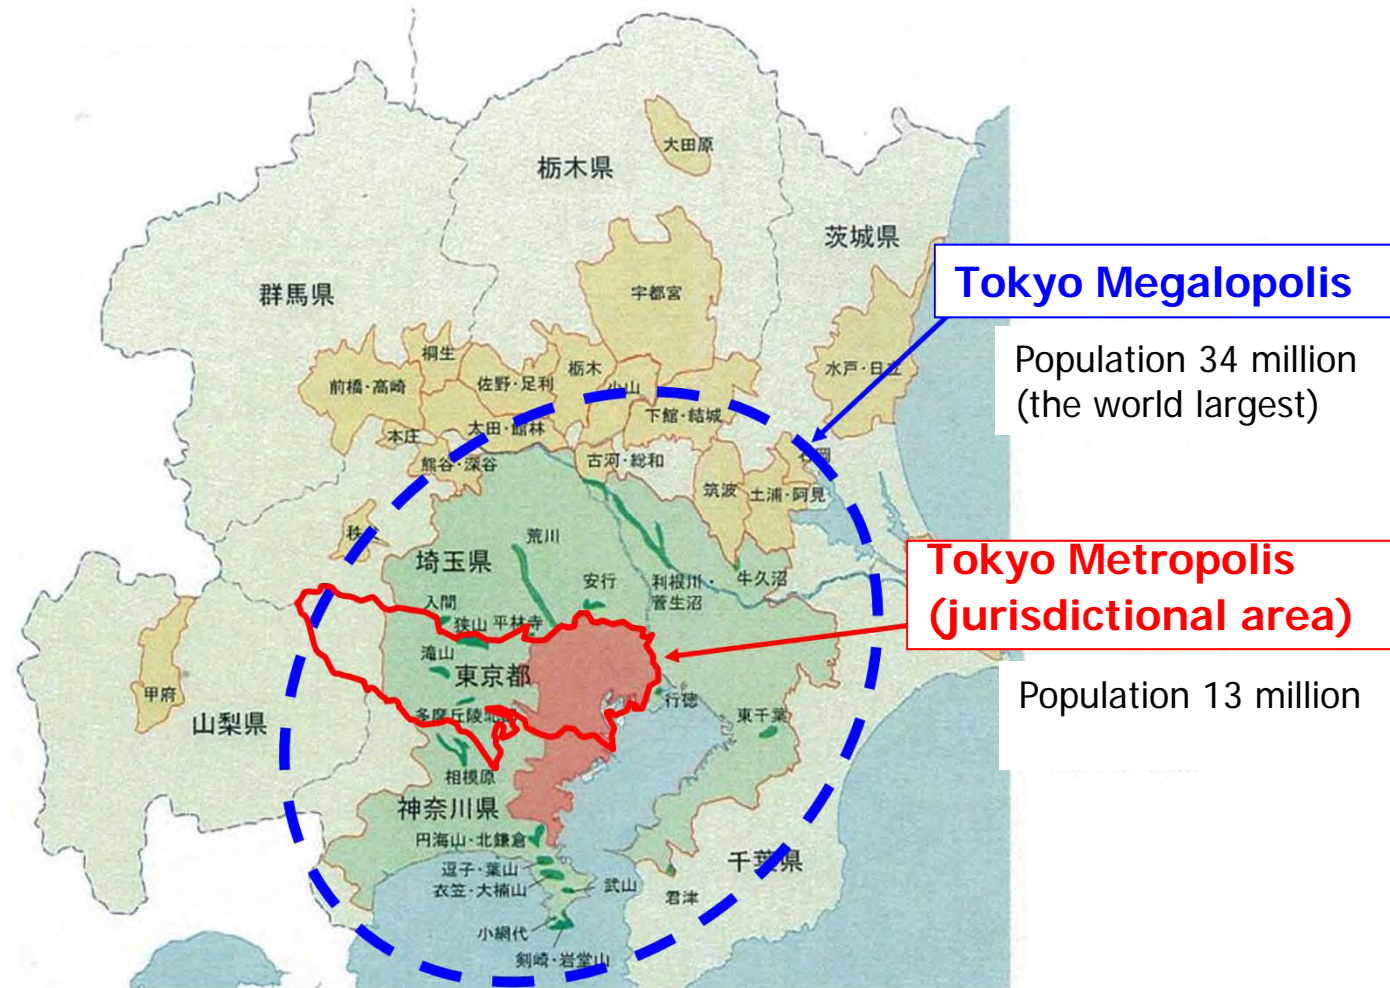 大田原
栃木県
茨城県
Tokyo Megalopolis
群馬県
宇都宮
Population 34 million
(the world largest)
桐生
前橋・高崎
佐野・足利
栃木
小山
水戸・日立
下館・結城
本庄
太田・館林
熊谷・深谷
古河・総和
筑波
土浦・阿見
荒川
埼玉県
安行
利根川・
菅生沼
牛久沼
Tokyo Metropolis
(jurisdictional area)
入間
狭山
平林寺
滝山
東京都
Population 13 million
甲府
山梨県
多摩丘陵北部
行徳
東千葉
相模原
神奈川県
円海山・北鎌倉
千葉県
逗子・葉山
衣笠・大楠山
武山
君津
小網代
剣崎・岩堂山